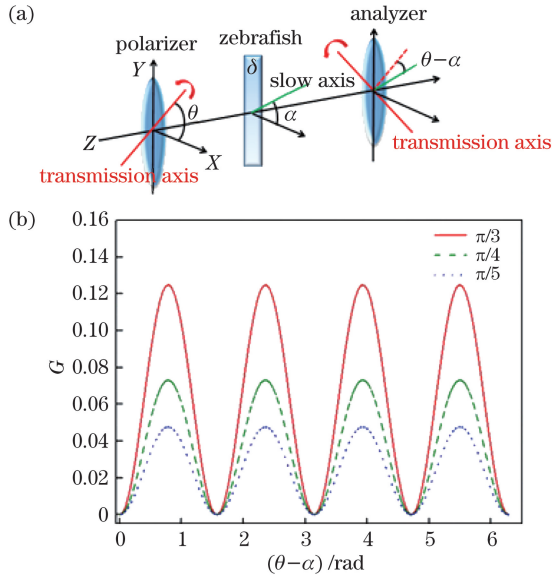 (a)
polarizer
zebrafish
analyzer
Y
δ
slow axis
θ−α
θ
α
Z
X
transmission axis
transmission axis
(b)
0.16
0.14
0.12
0.10
0.08
0.06
0.04
0.02
0.00
G
π/3
π/4
π/5
0 1 2 3 4 5 6
(θ−α) /rad